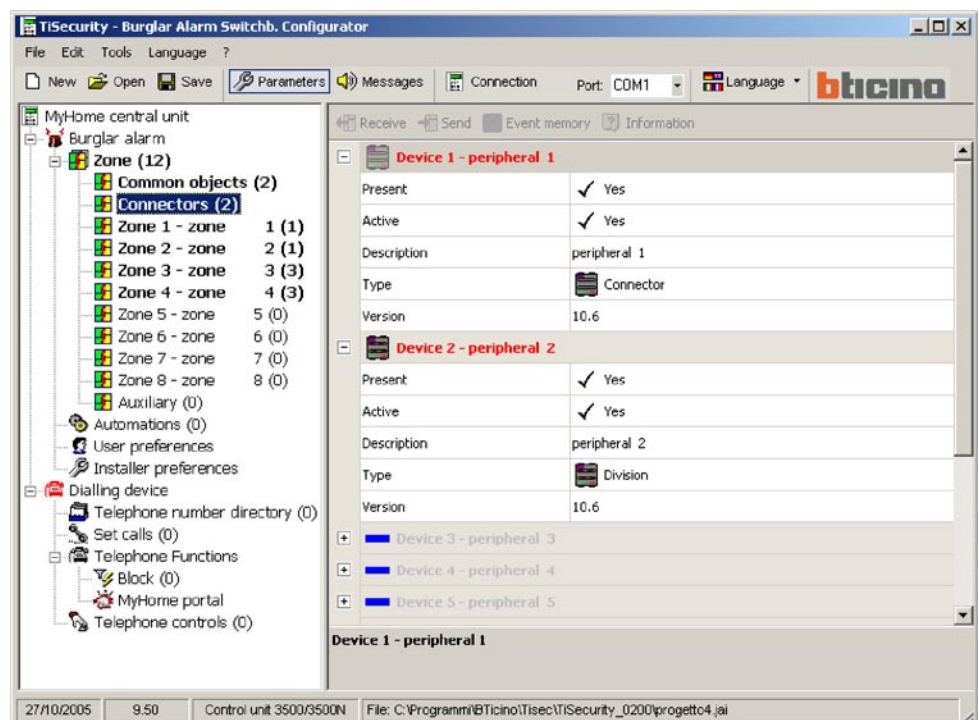 TiSecurity - Burglar Alarm Switchb. Configurator
File Edit Tools Language ?
New Open Save Parameters Messages Connection Port: COM1 Language bticino
MyHome central unit
Burglar alarm
Zone (12)
Common objects (2)
Connectors (2)
Zone 1 - zone 1 (1)
Zone 2 - zone 2 (1)
Zone 3 - zone 3 (3)
Zone 4 - zone 4 (3)
Zone 5 - zone 5 (0)
Zone 6 - zone 6 (0)
Zone 7 - zone 7 (0)
Zone 8 - zone 8 (0)
Auxiliary (0)
Automations (0)
User preferences
Installer preferences
Dialling device
Telephone number directory (0)
Set calls (0)
Telephone Functions
Block (0)
MyHome portal
Telephone controls (0)
Receive Send Event memory Information
Device 1 - peripheral 1
Present Yes
Active Yes
Description peripheral 1
Type Connector
Version 10.6
Device 2 - peripheral 2
Present Yes
Active Yes
Description peripheral 2
Type Division
Version 10.6
Device 3 - peripheral 3
Device 4 - peripheral 4
Device 5 - peripheral 5
Device 1 - peripheral 1
27/10/2005 9.50 Control unit 3500/3500N File: C:\Programmi\BTicino\Tisec\TiSecurity_0200\progetto4.jai